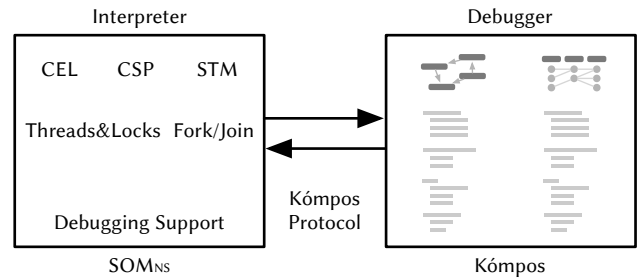 Interpreter
Debugger
CEL CSP STM
Threads&Locks Fork/Join
Kómpos
Protocol
Debugging Support
SOMNS
Kómpos